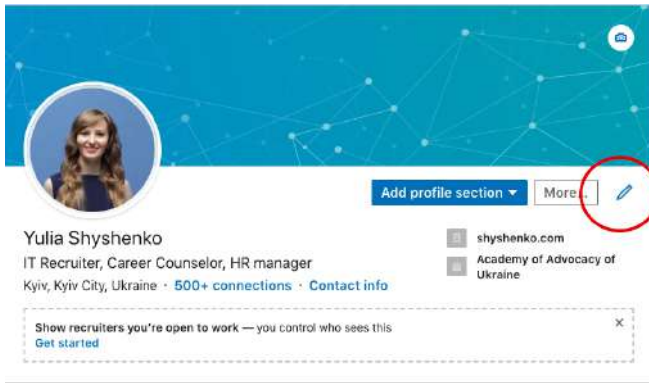 Add profile section
More...
Yulia Shyshenko
IT Recruiter, Career Counselor, HR manager
Kyiv, Kyiv City, Ukraine · 500+ connections · Contact info
shyshenko.com
Academy of Advocacy of
Ukraine
Show recruiters you're open to work — you control who sees this
Get started